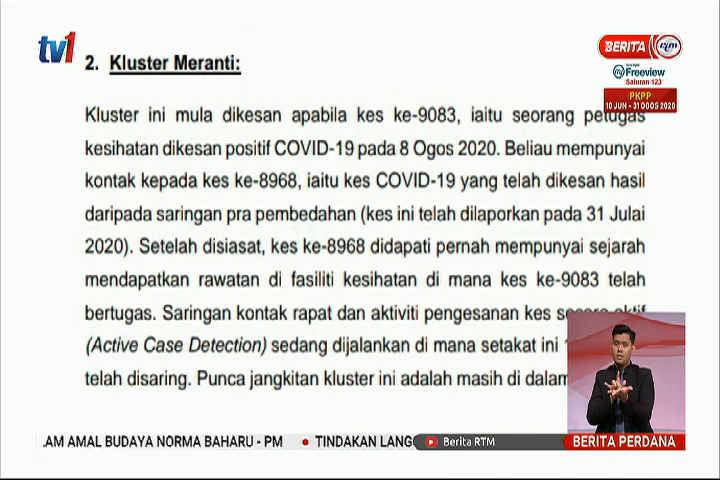 tv1
BERITA rtm
Freeview
Saluran 123
PKPP
10 JUN - 31 OGOS 2020
2. Kluster Meranti:
Kluster ini mula dikesan apabila kes ke-9083, iaitu seorang petugas
kesihatan dikesan positif COVID-19 pada 8 Ogos 2020. Beliau mempunyai
kontak kepada kes ke-8968, iaitu kes COVID-19 yang telah dikesan hasil
daripada saringan pra pembedahan (kes ini telah dilaporkan pada 31 Julai
2020). Setelah disiasat, kes ke-8968 didapati pernah mempunyai sejarah
mendapatkan rawatan di fasiliti kesihatan di mana kes ke-9083 telah
bertugas. Saringan kontak rapat dan aktiviti pengesanan kes secara aktif
(Active Case Detection) sedang dijalankan di mana setakat ini
telah disaring. Punca jangkitan kluster ini adalah masih di dalam
.AM AMAL BUDAYA NORMA BAHARU - PM • TINDAKAN LANG
Berita RTM
BERITA PERDANA